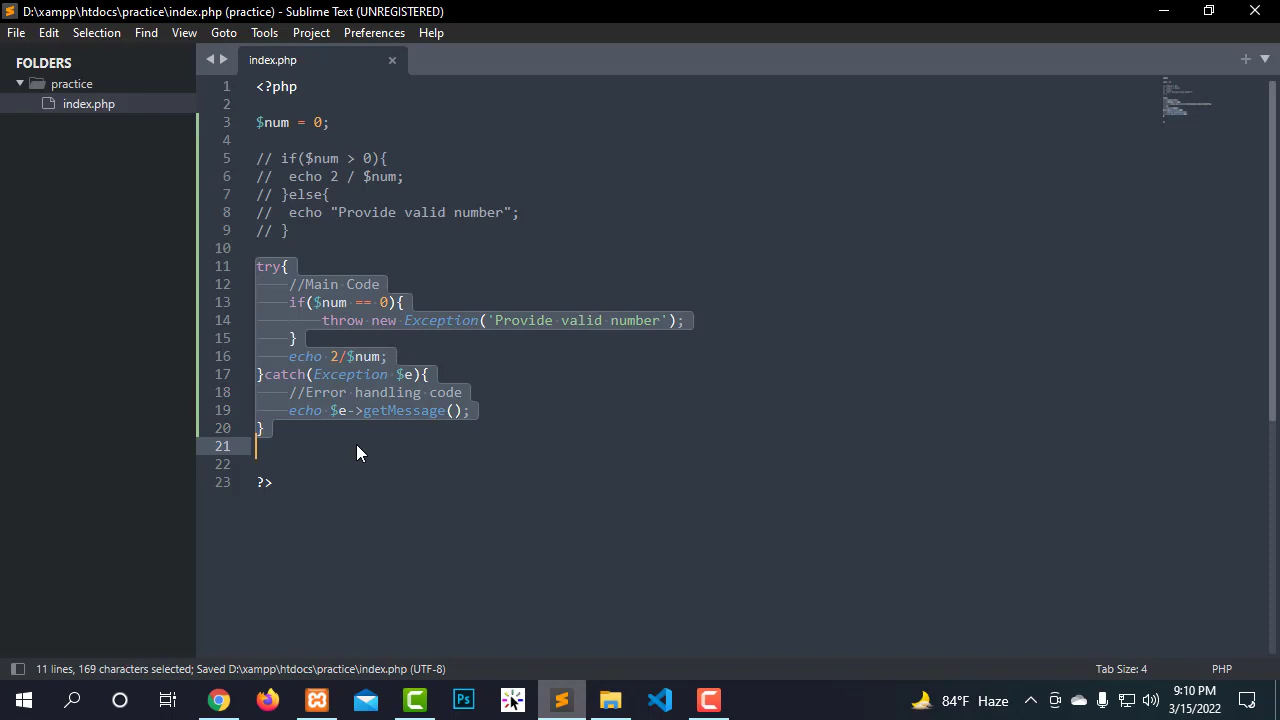 D:\xampp\htdocs\practice\index.php (practice) - Sublime Text (UNREGISTERED)
File Edit Selection Find View Goto Tools Project Preferences Help
FOLDERS
practice
index.php
index.php
1 <?php
2
3 $num = 0;
4
5 // if($num > 0){
6 //  echo 2 / $num;
7 // }else{
8 //  echo "Provide valid number";
9 // }
10
11 try{
12     //Main Code
13     if($num == 0){
14         throw new Exception('Provide valid number');
15     }
16     echo 2/$num;
17 }catch(Exception $e){
18     //Error handling code
19     echo $e->getMessage();
20 }
21
22
23 ?>
11 lines, 169 characters selected; Saved D:\xampp\htdocs\practice\index.php (UTF-8) Tab Size: 4 PHP
Ps
84°F Haze
9:10 PM
3/15/2022